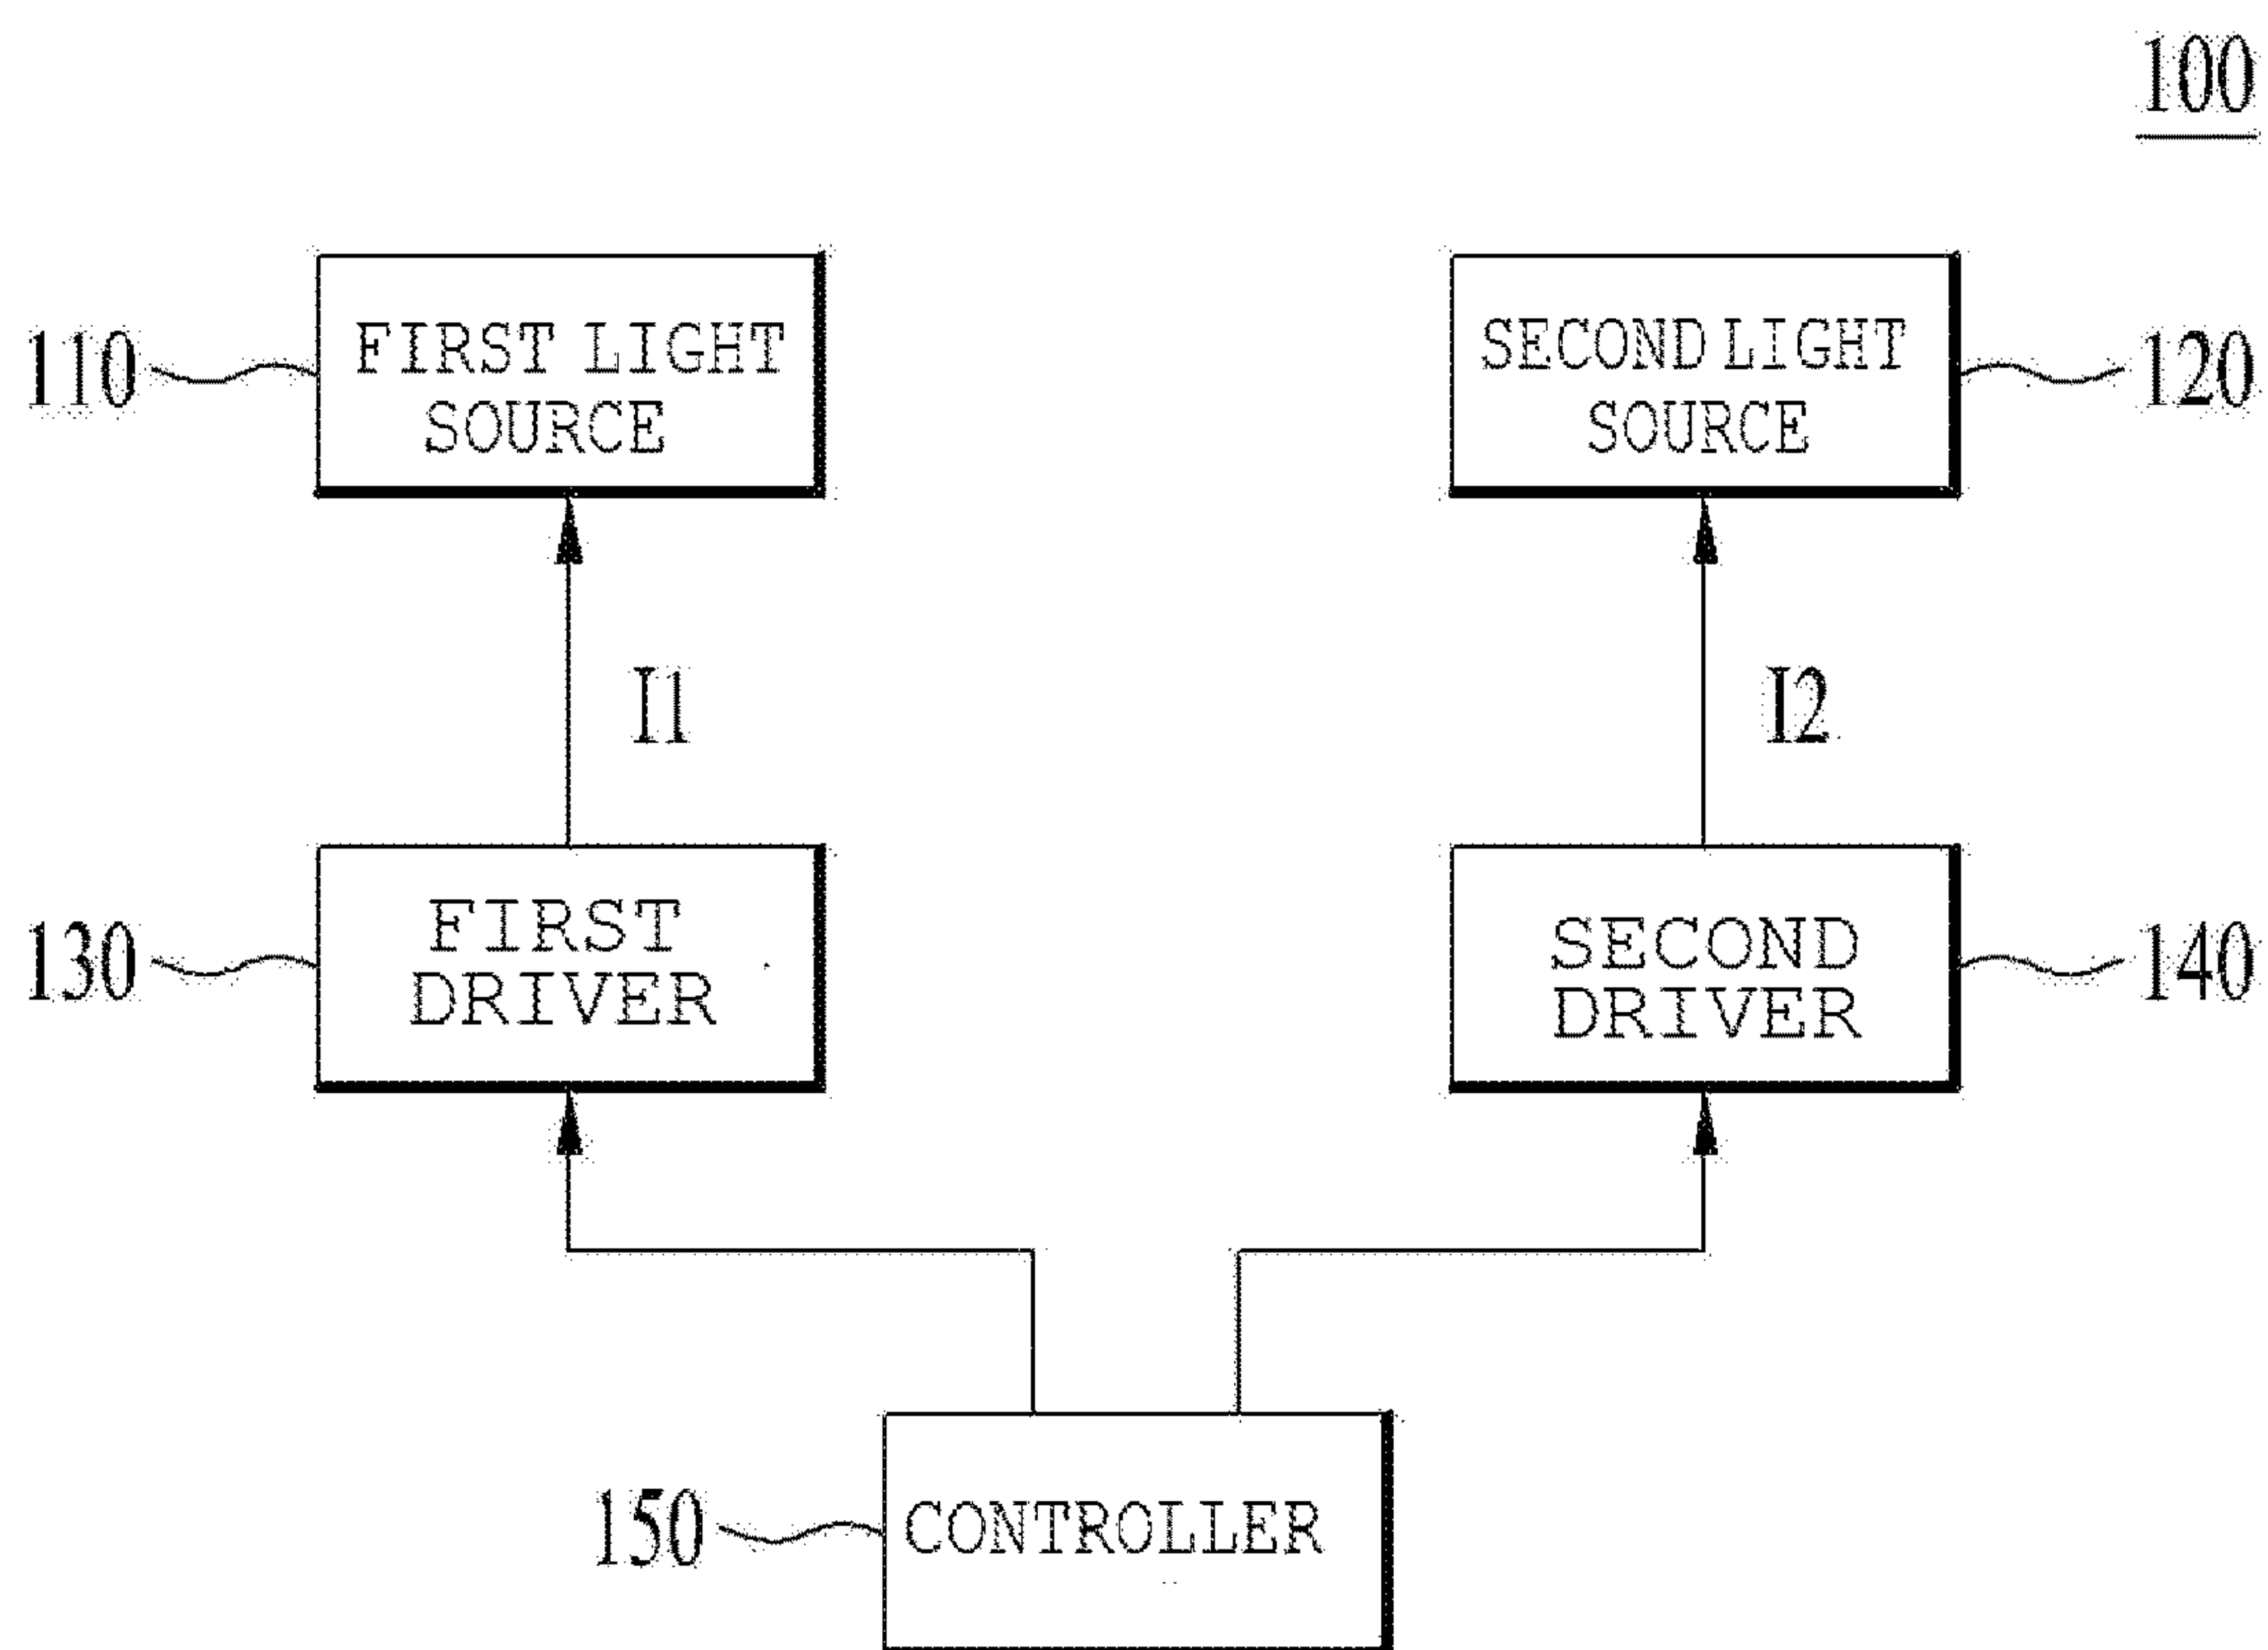 100
110
FIRST LIGHT
SOURCE
SECOND LIGHT
SOURCE
120
I1
I2
130
FIRST
DRIVER
SECOND
DRIVER
140
150
CONTROLLER